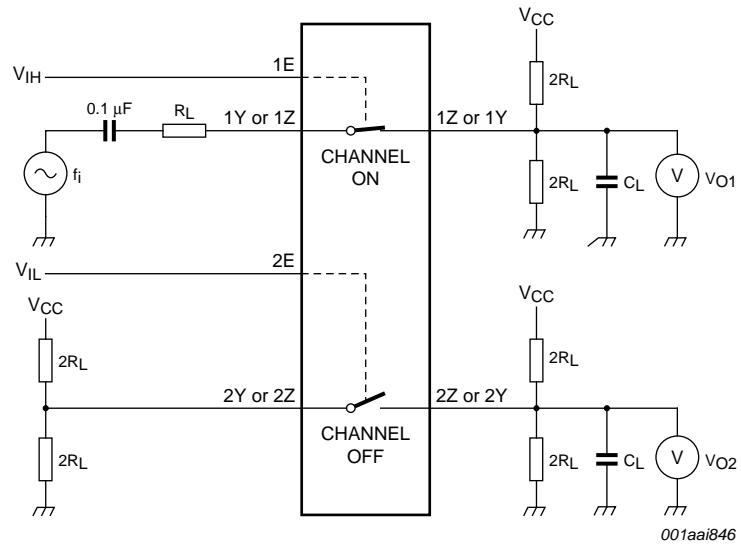 VCC
VIH
1E
2RL
0.1 µF
RL
1Y or 1Z
1Z or 1Y
CHANNEL
ON
fi
2RL
CL
V
VO1
VIL
2E
VCC
VCC
2RL
2RL
2Y or 2Z
2Z or 2Y
CHANNEL
OFF
2RL
2RL
CL
V
VO2
001aai846